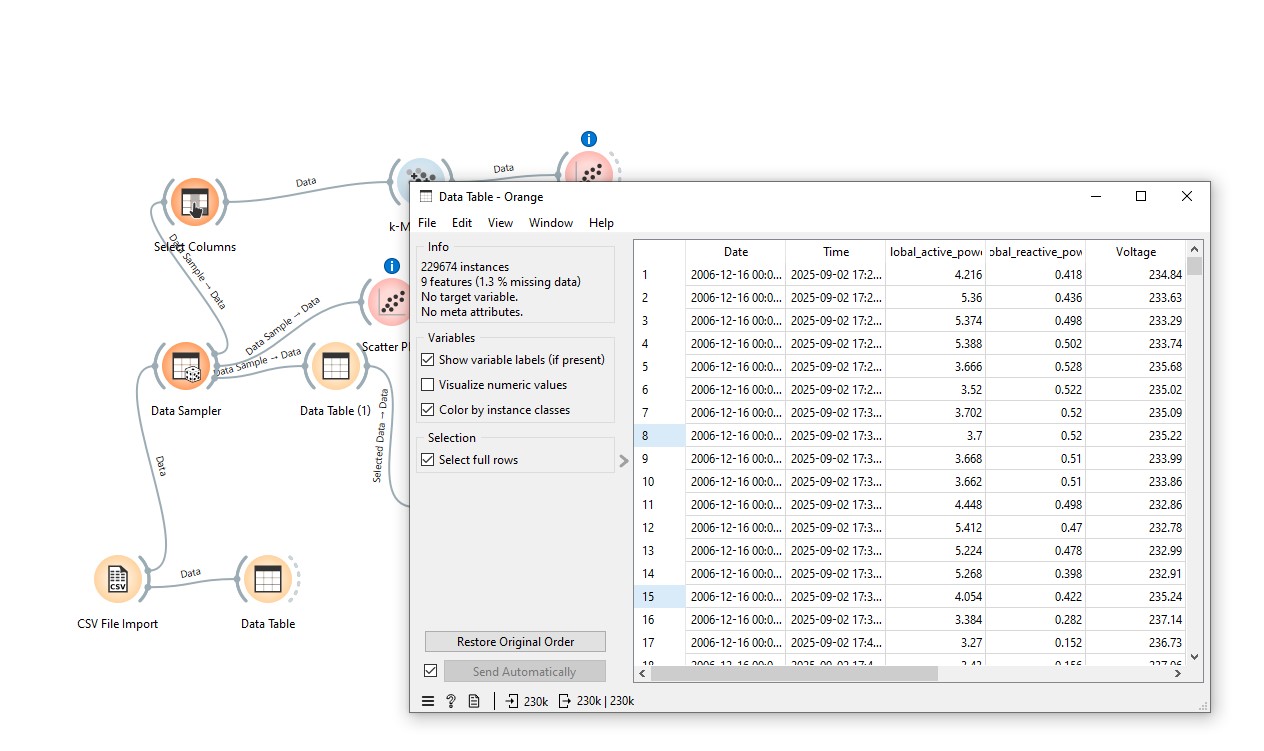 Data
Data
Select Columns
k-M
Data Sample → Data
Data Sample → Data
Scatter Pl
Data Sample → Data
Data Sampler
Data Table (1)
Selected Data → Data
Data
Data
CSV
CSV File Import
Data Table
Data Table - Orange
File Edit View Window Help
Info
229674 instances
9 features (1.3 % missing data)
No target variable.
No meta attributes.
Variables
Show variable labels (if present)
Visualize numeric values
Color by instance classes
Selection
Select full rows
Restore Original Order
Send Automatically
230k 230k | 230k
Date Time lobal_active_powe obal_reactive_pow Voltage
1 2006-12-16 00:0... 2025-09-02 17:2... 4.216 0.418 234.84
2 2006-12-16 00:0... 2025-09-02 17:2... 5.36 0.436 233.63
3 2006-12-16 00:0... 2025-09-02 17:2... 5.374 0.498 233.29
4 2006-12-16 00:0... 2025-09-02 17:2... 5.388 0.502 233.74
5 2006-12-16 00:0... 2025-09-02 17:2... 3.666 0.528 235.68
6 2006-12-16 00:0... 2025-09-02 17:2... 3.52 0.522 235.02
7 2006-12-16 00:0... 2025-09-02 17:3... 3.702 0.52 235.09
8 2006-12-16 00:0... 2025-09-02 17:3... 3.7 0.52 235.22
9 2006-12-16 00:0... 2025-09-02 17:3... 3.668 0.51 233.99
10 2006-12-16 00:0... 2025-09-02 17:3... 3.662 0.51 233.86
11 2006-12-16 00:0... 2025-09-02 17:3... 4.448 0.498 232.86
12 2006-12-16 00:0... 2025-09-02 17:3... 5.412 0.47 232.78
13 2006-12-16 00:0... 2025-09-02 17:3... 5.224 0.478 232.99
14 2006-12-16 00:0... 2025-09-02 17:3... 5.268 0.398 232.91
15 2006-12-16 00:0... 2025-09-02 17:3... 4.054 0.422 235.24
16 2006-12-16 00:0... 2025-09-02 17:3... 3.384 0.282 237.14
17 2006-12-16 00:0... 2025-09-02 17:4... 3.27 0.152 236.73
18 2006-12-16 00:0... 2025-09-02 17:4... 3.43 0.156 237.06